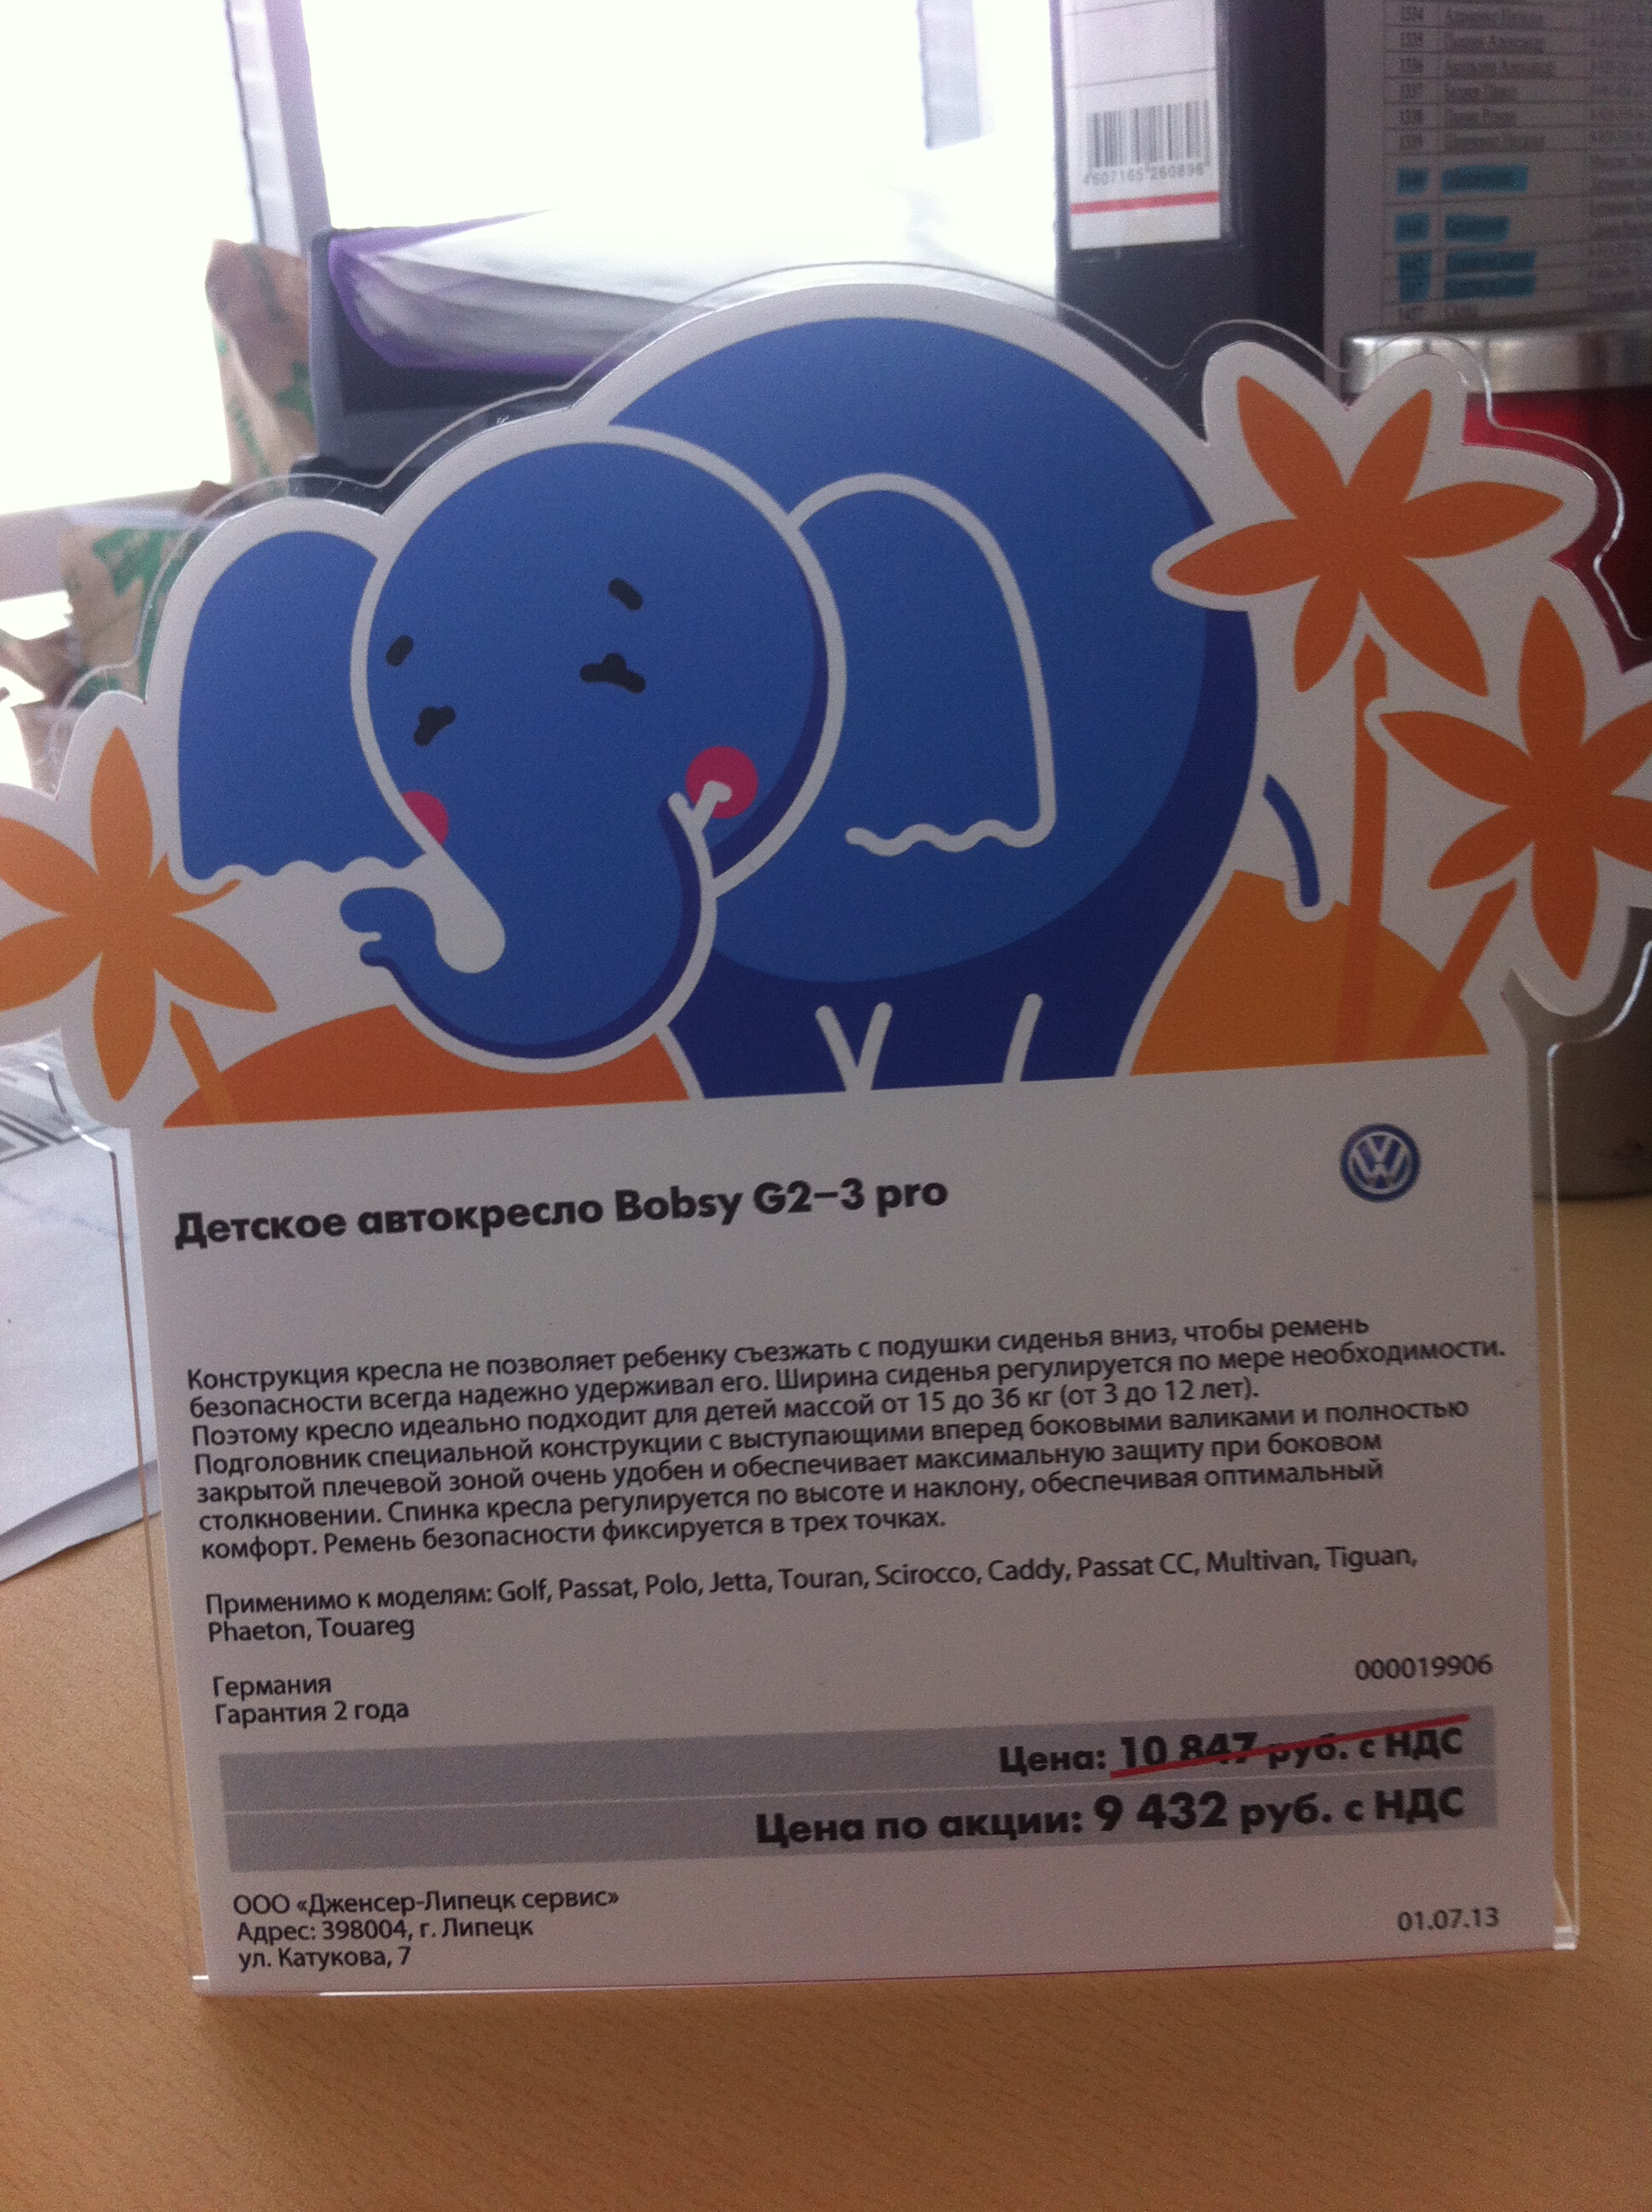 4607165 260896
Детское автокресло Bobsy G2–3 pro
Конструкция кресла не позволяет ребенку съезжать с подушки сиденья вниз, чтобы ремень
безопасности всегда надежно удерживал его. Ширина сиденья регулируется по мере необходимости.
Поэтому кресло идеально подходит для детей массой от 15 до 36 кг (от 3 до 12 лет).
Подголовник специальной конструкции с выступающими вперед боковыми валиками и полностью
закрытой плечевой зоной очень удобен и обеспечивает максимальную защиту при боковом
столкновении. Спинка кресла регулируется по высоте и наклону, обеспечивая оптимальный
комфорт. Ремень безопасности фиксируется в трех точках.
Применимо к моделям: Golf, Passat, Polo, Jetta, Touran, Scirocco, Caddy, Passat CC, Multivan, Tiguan,
Phaeton, Touareg
Германия
Гарантия 2 года
000019906
Цена: 10 847 руб. с НДС
Цена по акции: 9 432 руб. с НДС
ООО «Дженсер-Липецк сервис»
Адрес: 398004, г. Липецк
ул. Катукова, 7
01.07.13